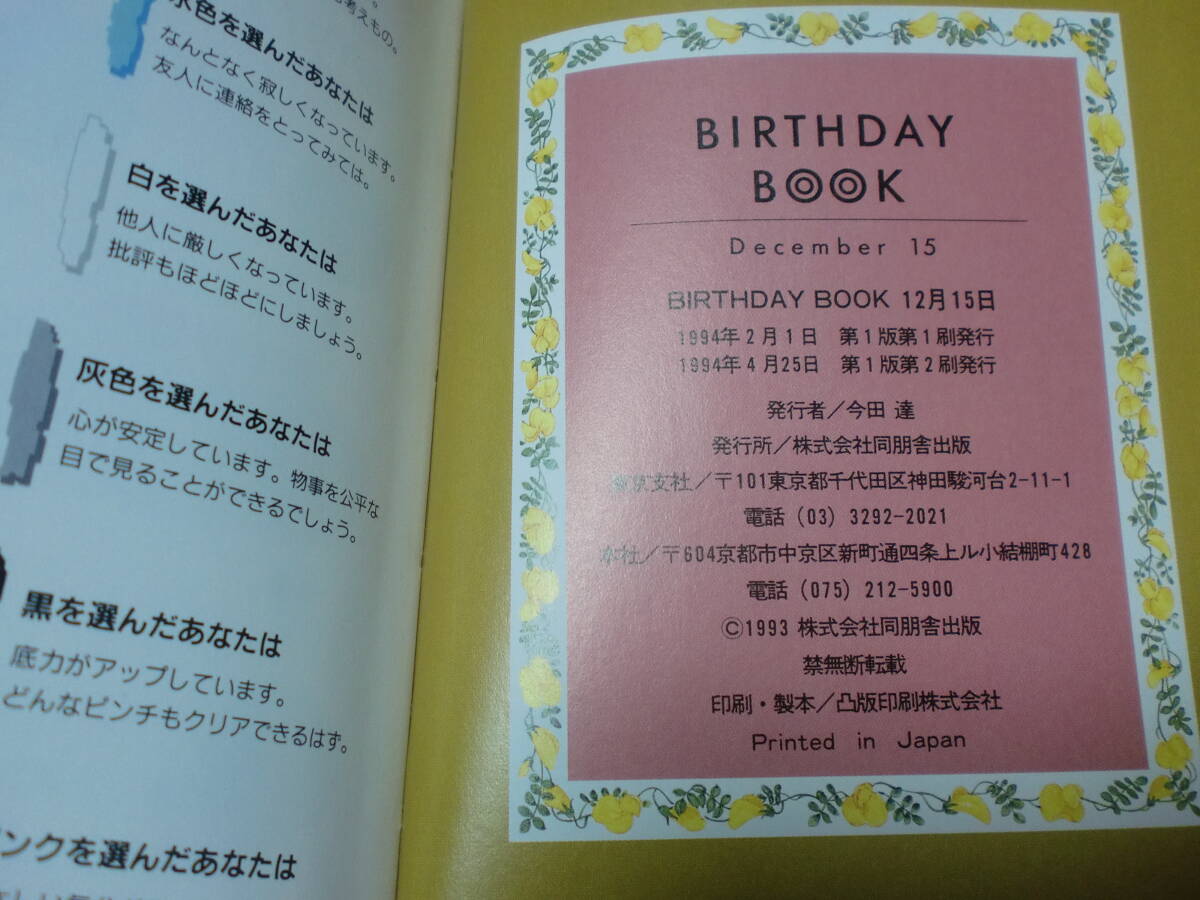 考えもの。
水色を選んだあなたは
なんとなく寂しくなっています。
友人に連絡をとってみては。
白を選んだあなたは
他人に厳しくなっています。
批評もほどほどにしましょう。
灰色を選んだあなたは
心が安定しています。物事を公平な
目で見ることができるでしょう。
黒を選んだあなたは
底力がアップしています。
どんなピンチもクリアできるはず。
ンクを選んだあなたは
BIRTHDAY
BOOK
December 15
BIRTHDAY BOOK 12月15日
1994年2月1日 第1版第1刷発行
1994年4月25日 第1版第2刷発行
発行者／今田 達
発行所／株式会社同朋舎出版
東京支社／〒101東京都千代田区神田駿河台2-11-1
電話(03)3292-2021
本社／〒604京都市中京区新町通四条上ル小結棚町428
電話(075)212-5900
©1993 株式会社同朋舎出版
禁無断転載
印刷・製本／凸版印刷株式会社
Printed in Japan